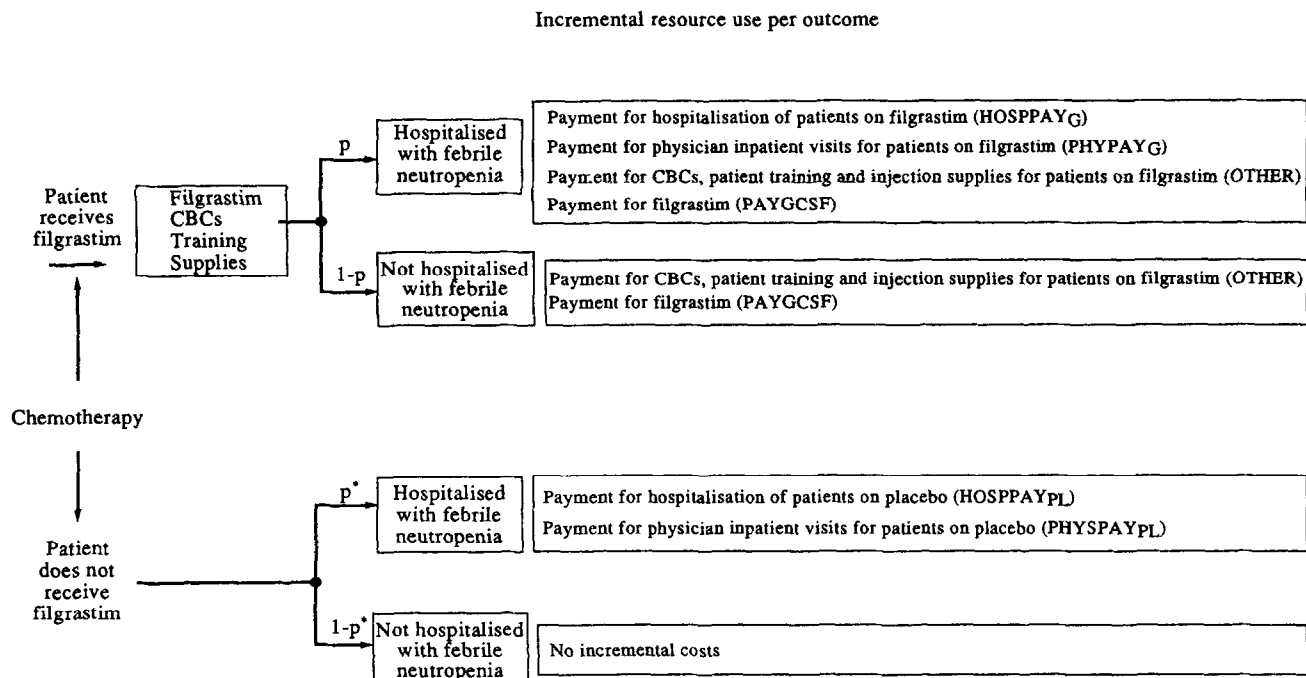 Incremental resource use per outcome
Patient
receives
filgrastim
Filgrastim
CBCs
Training
Supplies
p
Hospitalised
with febrile
neutropenia
Payment for hospitalisation of patients on filgrastim (HOSPPAYG)
Payment for physician inpatient visits for patients on filgrastim (PHYPAYG)
Payment for CBCs, patient training and injection supplies for patients on filgrastim (OTHER)
Payment for filgrastim (PAYGCSF)
1-p
Not hospitalised
with febrile
neutropenia
Payment for CBCs, patient training and injection supplies for patients on filgrastim (OTHER)
Payment for filgrastim (PAYGCSF)
Chemotherapy
Patient
does not
receive
filgrastim
p*
Hospitalised
with febrile
neutropenia
Payment for hospitalisation of patients on placebo (HOSPPAYPL)
Payment for physician inpatient visits for patients on placebo (PHYSPAYPL)
1-p*
Not hospitalised
with febrile
neutropenia
No incremental costs